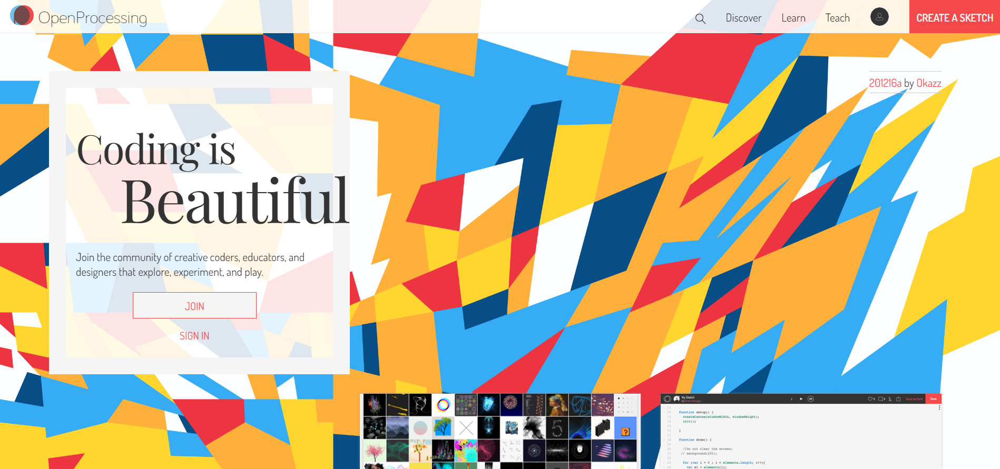 OpenProcessing
Discover
Learn
Teach
CREATE A SKETCH
201216a by Okazz
Coding is
Beautiful
Join the community of creative coders, educators, and
designers that explore, experiment, and play.
JOIN
SIGN IN
My Sketch
Save as Fork
Save
function setup() {
createCanvas(windowWidth, windowHeight);
init();
}
function draw() {
//Do not clear the screen;
// background(255);
for (var i = 0 ; i < elements.length; i++){
var el = elements[i];